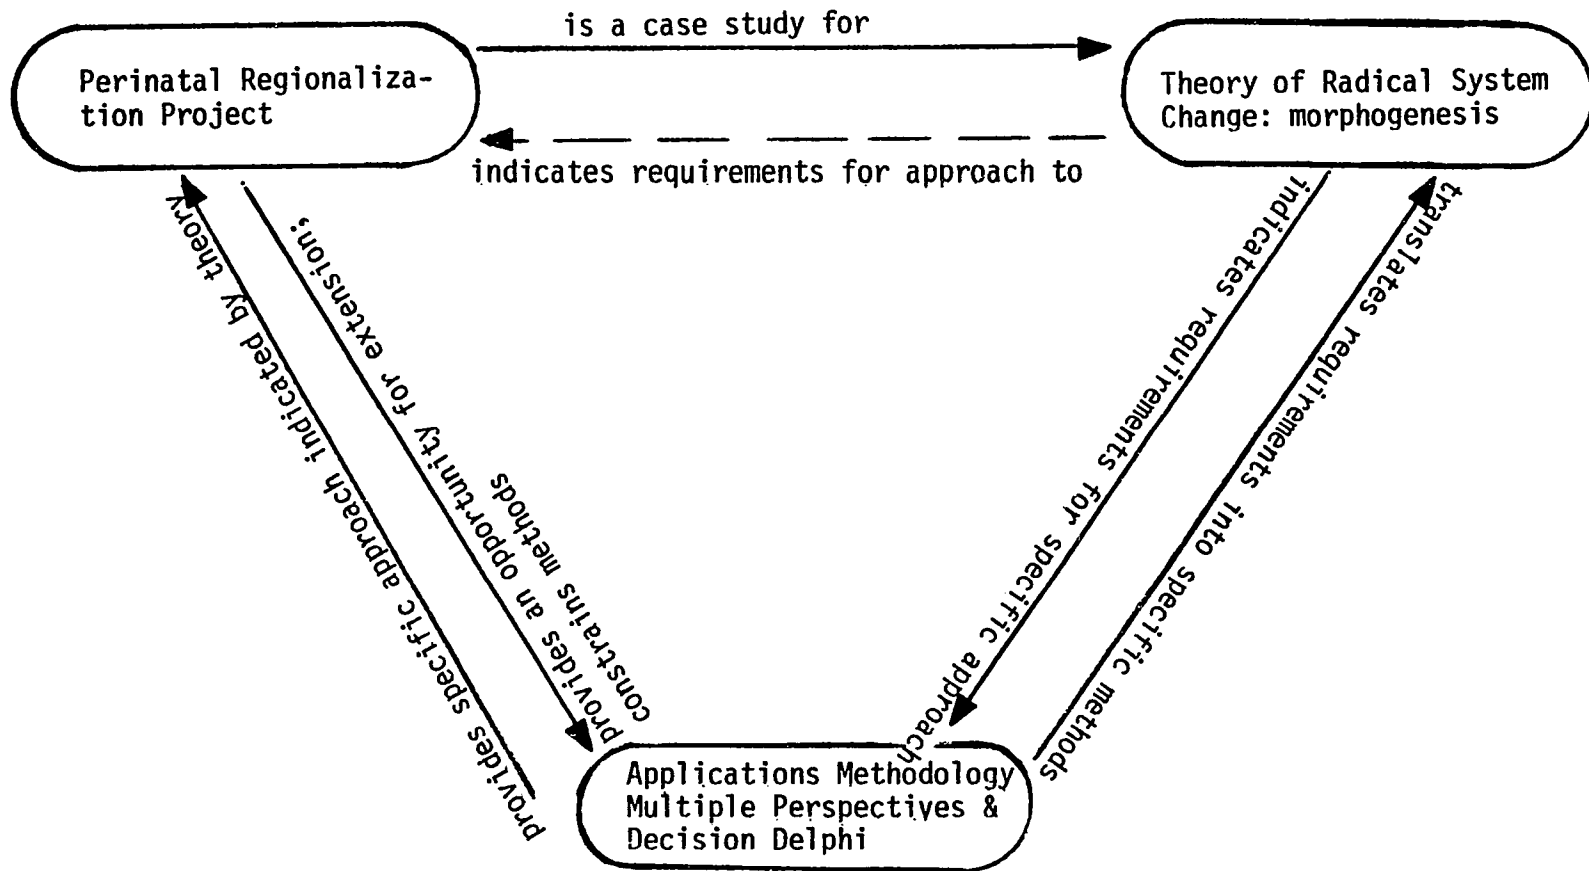 is a case study for
Perinatal Regionaliza-
tion Project
Theory of Radical System
Change: morphogenesis
indicates requirements for approach to
provides specific approach indicated by theory
provides an opportunity for extension;
constrains methods
indicates requirements for specific approach
translates requirements into specific methods
Applications Methodology
Multiple Perspectives &
Decision Delphi